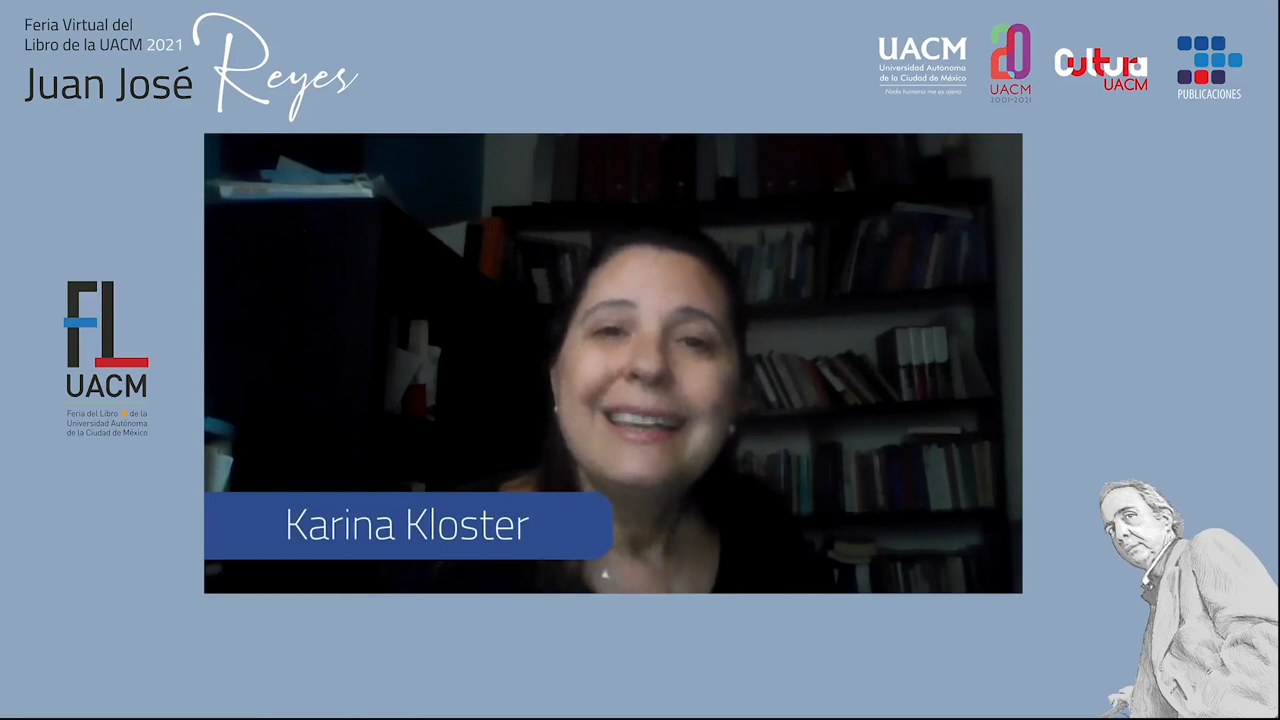 Feria Virtual del
Libro de la UACM 2021
Juan José Reyes
UACM
Universidad Autónoma
de la Ciudad de México
Nada humano me es ajeno
20
UACM
2001-2021
Cultura
UACM
PUBLICACIONES
FL
UACM
Feria del Libro de la
Universidad Autónoma
de la Ciudad de México
Karina Kloster